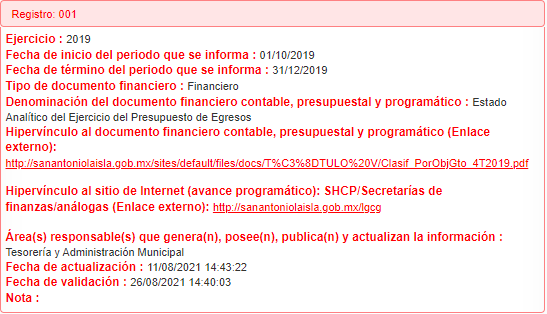 Registro: 001
Ejercicio : 2019
Fecha de inicio del periodo que se informa : 01/10/2019
Fecha de término del periodo que se informa : 31/12/2019
Tipo de documento financiero : Financiero
Denominación del documento financiero contable, presupuestal y programático : Estado
Analítico del Ejercicio del Presupuesto de Egresos
Hipervínculo al documento financiero contable, presupuestal y programático (Enlace
externo):
http://sanantoniolaisla.gob.mx/sites/default/files/docs/T%C3%8DTULO%20V/Clasif_PorObjGto_4T2019.pdf
Hipervínculo al sitio de Internet (avance programático): SHCP/Secretarías de
finanzas/análogas (Enlace externo): http://sanantoniolaisla.gob.mx/lgcg
Área(s) responsable(s) que genera(n), posee(n), publica(n) y actualizan la información :
Tesorería y Administración Municipal
Fecha de actualización : 11/08/2021 14:43:22
Fecha de validación : 26/08/2021 14:40:03
Nota :